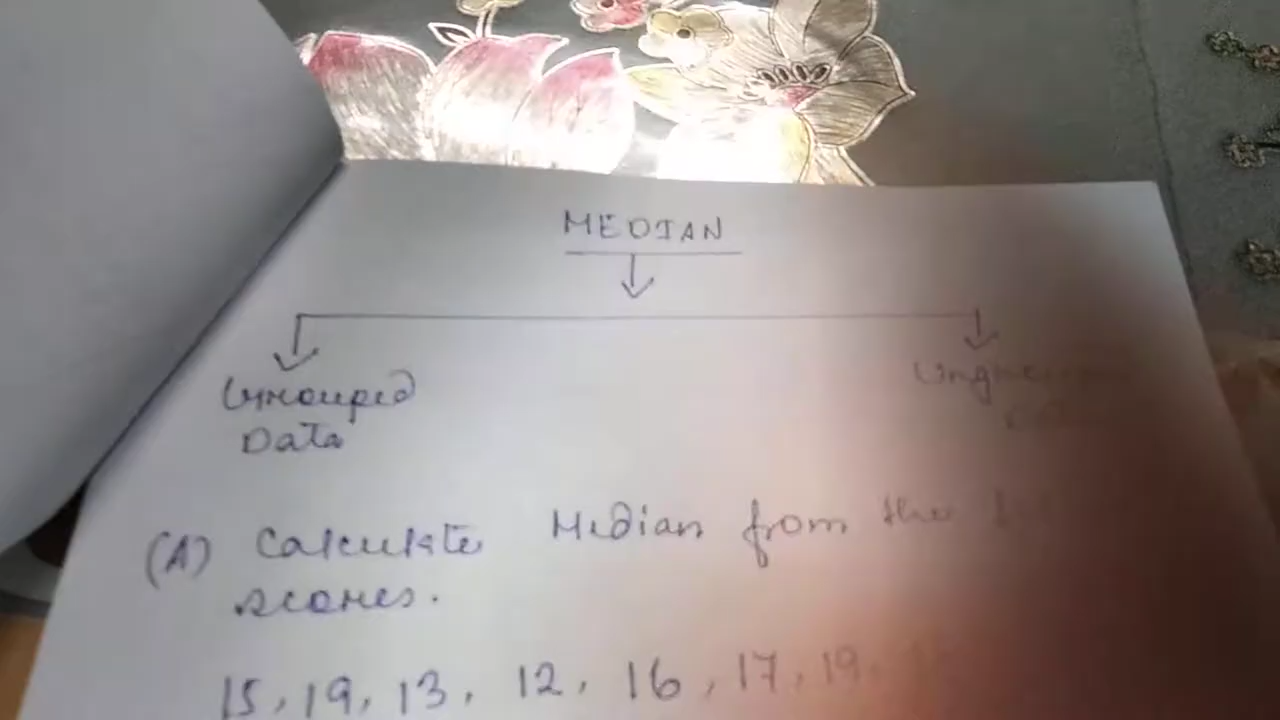 MEDIAN
Grouped
Data
(A) Calculate Median from the
scores.
15, 19, 13, 12, 16, 17, 19,